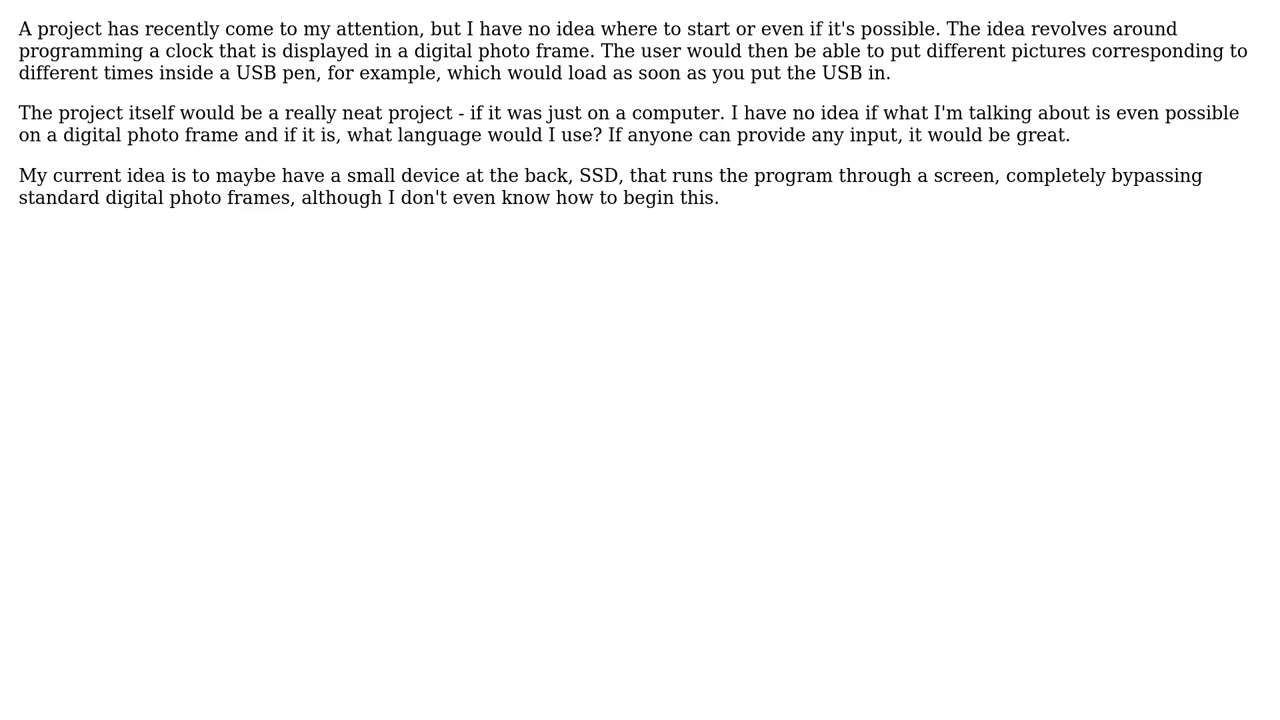 A project has recently come to my attention, but I have no idea where to start or even if it's possible. The idea revolves around
programming a clock that is displayed in a digital photo frame. The user would then be able to put different pictures corresponding to
different times inside a USB pen, for example, which would load as soon as you put the USB in.
The project itself would be a really neat project - if it was just on a computer. I have no idea if what I'm talking about is even possible
on a digital photo frame and if it is, what language would I use? If anyone can provide any input, it would be great.
My current idea is to maybe have a small device at the back, SSD, that runs the program through a screen, completely bypassing
standard digital photo frames, although I don't even know how to begin this.